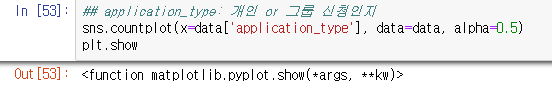 In [53]: ## application_type: 개인 or 그룹 신청인지
sns.countplot(x=data['application_type'], data=data, alpha=0.5)
plt.show
Out[53]: <function matplotlib.pyplot.show(*args, **kw)>